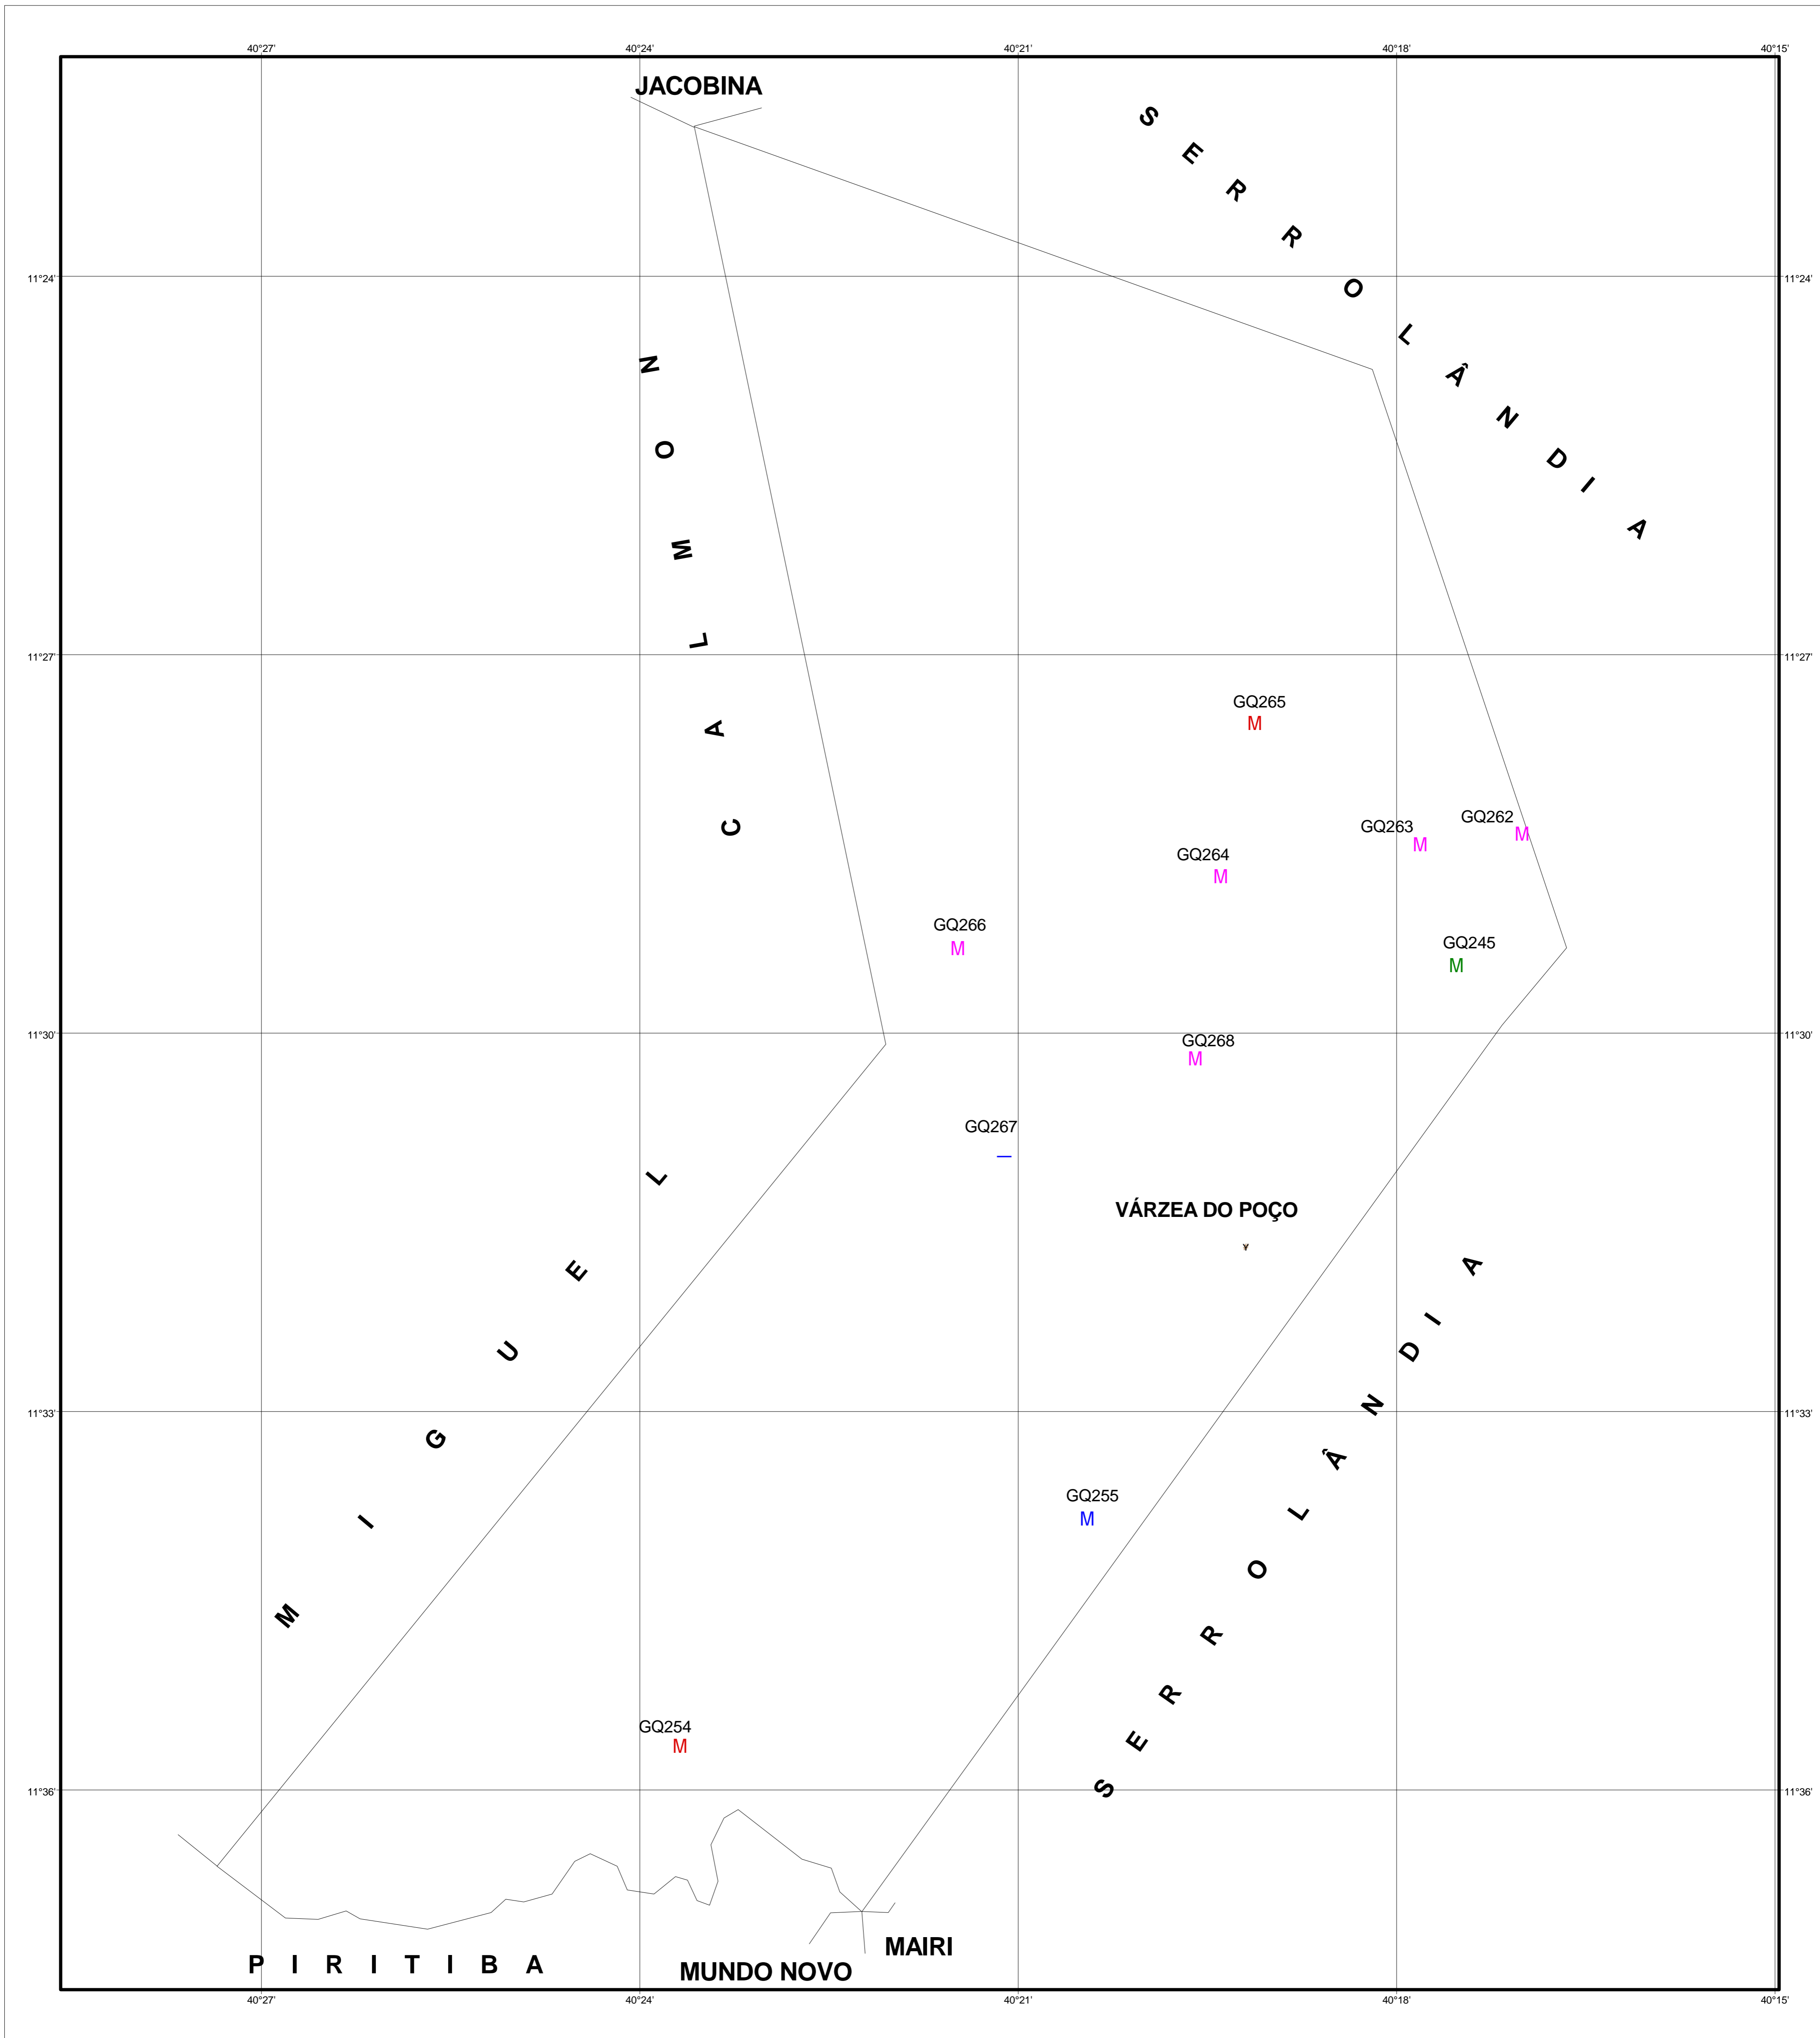 40°27' 40°24' 40°21' 40°18' 40°15'
JACOBINA
SERROLÂNDIA
11°24' 11°24'
CALMON
11°27' 11°27'
GQ265
M
GQ262
M
GQ263
M
GQ264
M
GQ266
M
GQ245
M
11°30' 11°30'
GQ268
M
GQ267
MIGUEL
VÁRZEA DO POÇO
SERROLÂNDIA
11°33' 11°33'
GQ255
M
GQ254
M
11°36' 11°36'
MAIRI
PIRITIBA
MUNDO NOVO
40°27' 40°24' 40°21' 40°18' 40°15'